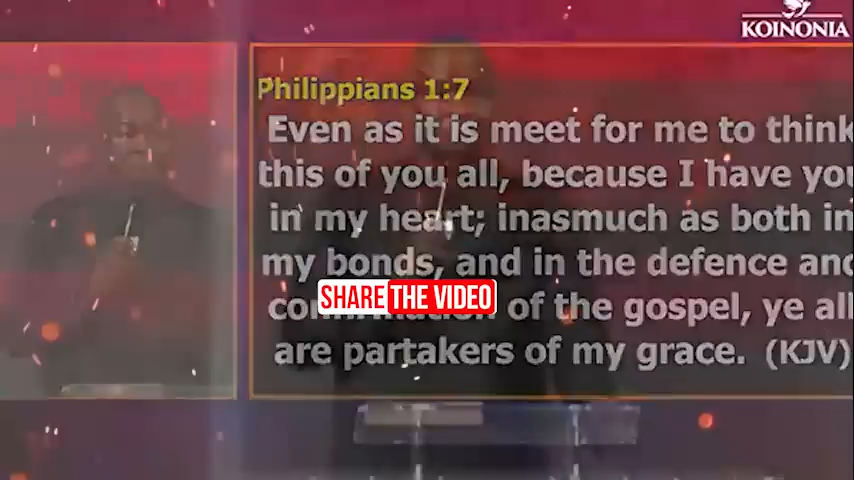 KOINONIA
Philippians 1:7
Even as it is meet for me to think
this of you all, because I have you
in my heart; inasmuch as both in
my bonds, and in the defence and
of the gospel, ye all
SHARE THE VIDEO
are partakers of my grace. (KJV)